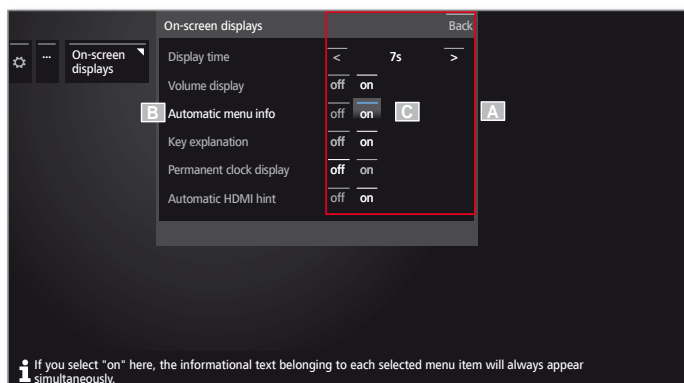 On-screen displays Back
... On-screen
displays
Display time < 7s >
Volume display off on
B Automatic menu info off on C A
Key explanation off on
Permanent clock display off on
Automatic HDMI hint off on
If you select "on" here, the informational text belonging to each selected menu item will always appear
simultaneously.